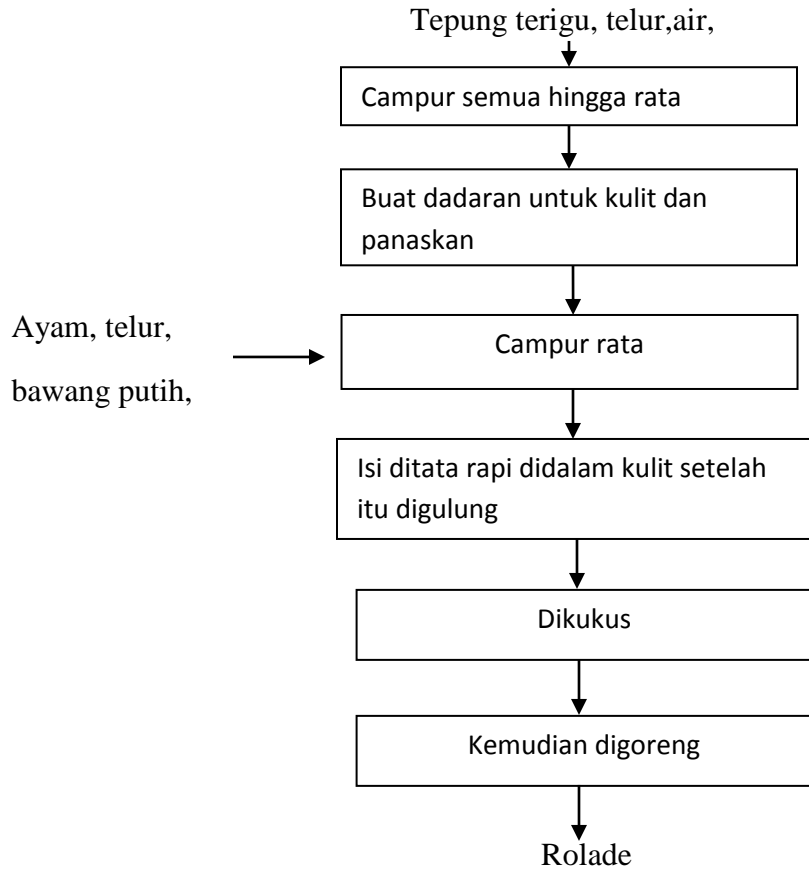 Tepung terigu, telur,air,
Campur semua hingga rata
Buat dadaran untuk kulit dan
panaskan
Ayam, telur,
bawang putih,
Campur rata
Isi ditata rapi didalam kulit setelah
itu digulung
Dikukus
Kemudian digoreng
Rolade